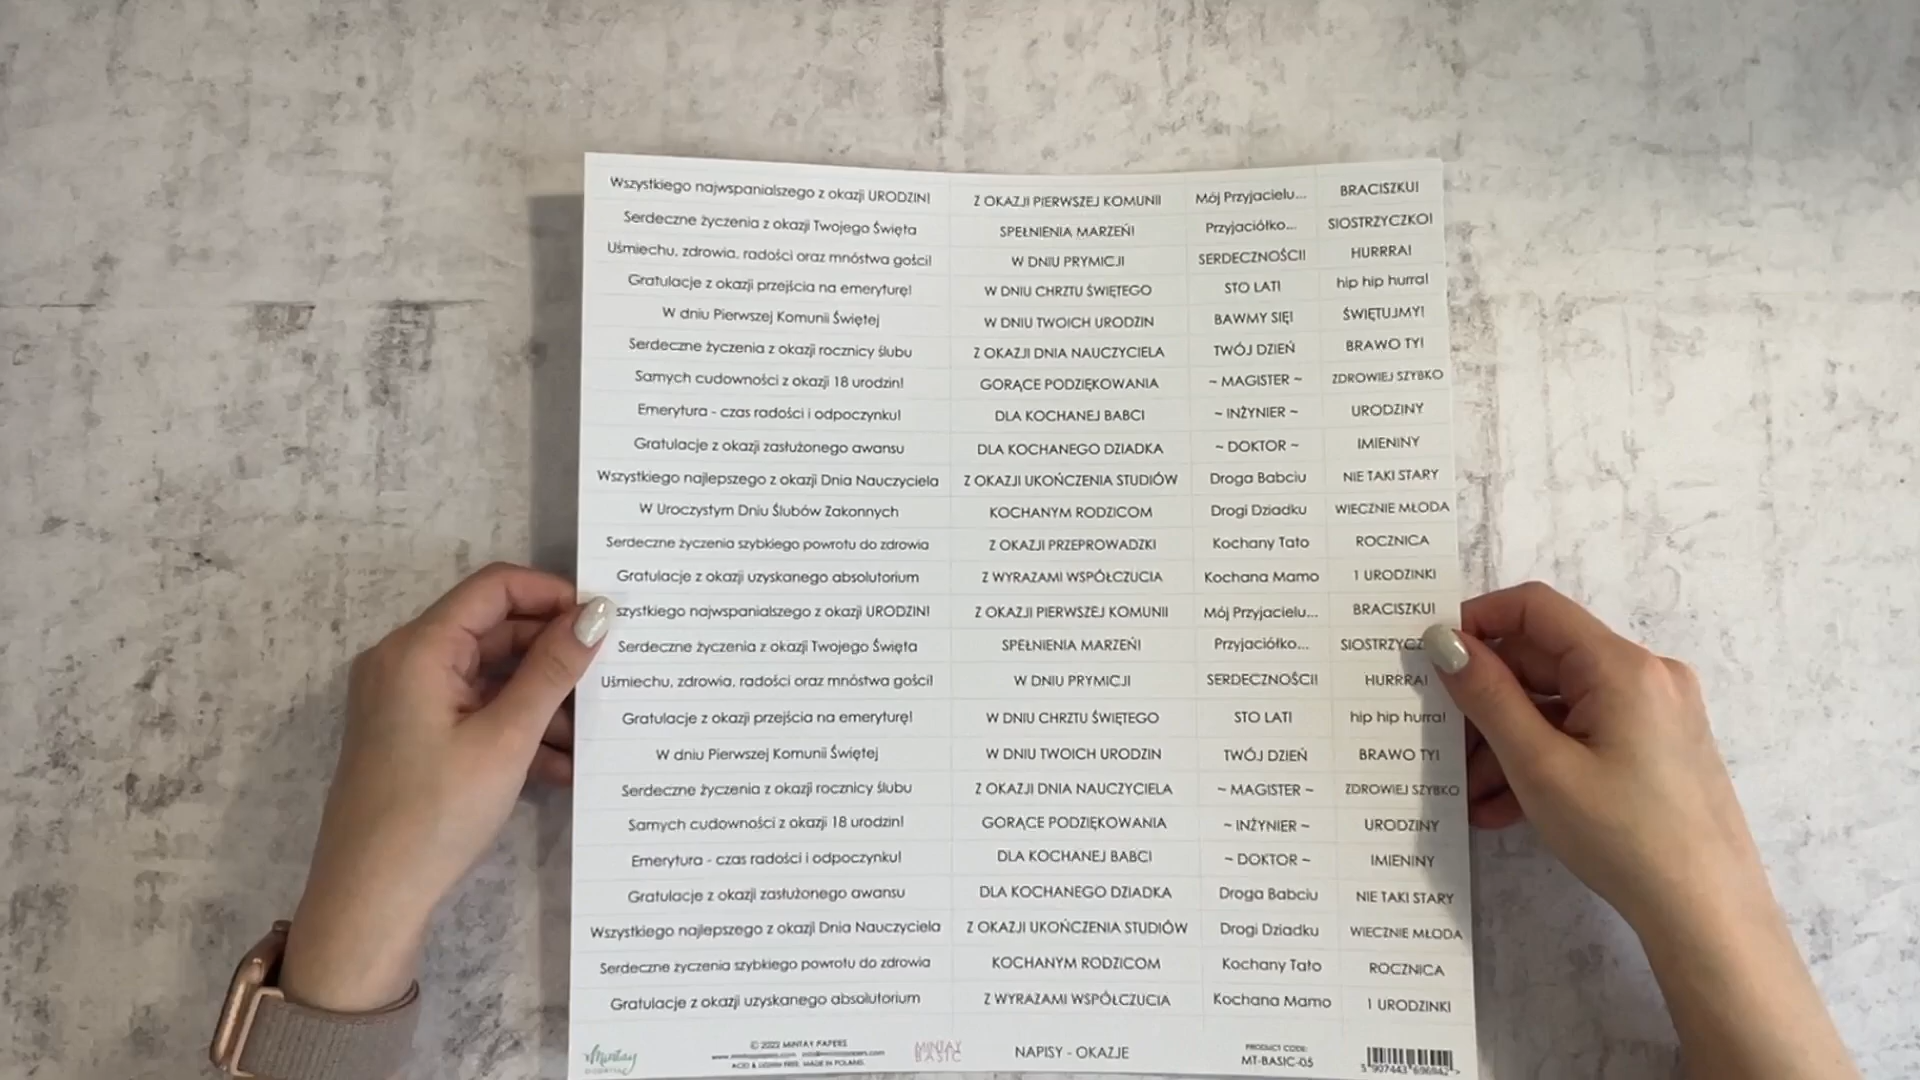 Wszystkiego najwspanialszego z okazji URODZIN! Z OKAZJI PIERWSZEJ KOMUNII Mój Przyjacielu... BRACISZKU!
Serdeczne życzenia z okazji Twojego Święta SPEŁNIENIA MARZEŃ! Przyjaciółko... SIOSTRZYCZKO!
Uśmiechu, zdrowia, radości oraz mnóstwa gości! W DNIU PRYMICJI SERDECZNOŚCI! HURRRA!
Gratulacje z okazji przejścia na emeryturę! W DNIU CHRZTU ŚWIĘTEGO STO LAT! hip hip hurra!
W dniu Pierwszej Komunii Świętej W DNIU TWOICH URODZIN BAWMY SIĘ! ŚWIĘTUJMY!
Serdeczne życzenia z okazji rocznicy ślubu Z OKAZJI DNIA NAUCZYCIELA TWÓJ DZIEŃ BRAWO TY!
Samych cudowności z okazji 18 urodzin! GORĄCE PODZIĘKOWANIA ~ MAGISTER ~ ZDROWIEJ SZYBKO
Emerytura - czas radości i odpoczynku! DLA KOCHANEJ BABCI ~ INŻYNIER ~ URODZINY
Gratulacje z okazji zasłużonego awansu DLA KOCHANEGO DZIADKA ~ DOKTOR ~ IMIENINY
Wszystkiego najlepszego z okazji Dnia Nauczyciela Z OKAZJI UKOŃCZENIA STUDIÓW Droga Babciu NIE TAKI STARY
W Uroczystym Dniu Ślubów Zakonnych KOCHANYM RODZICOM Drogi Dziadku WIECZNIE MŁODA
Serdeczne życzenia szybkiego powrotu do zdrowia Z OKAZJI PRZEPROWADZKI Kochany Tato ROCZNICA
Gratulacje z okazji uzyskanego absolutorium Z WYRAZAMI WSPÓŁCZUCIA Kochana Mamo 1 URODZINKI
szystkiego najwspanialszego z okazji URODZIN! Z OKAZJI PIERWSZEJ KOMUNII Mój Przyjacielu... BRACISZKU!
Serdeczne życzenia z okazji Twojego Święta SPEŁNIENIA MARZEŃ! Przyjaciółko... SIOSTRZYCZ
Uśmiechu, zdrowia, radości oraz mnóstwa gości! W DNIU PRYMICJI SERDECZNOŚCI! HURRRA!
Gratulacje z okazji przejścia na emeryturę! W DNIU CHRZTU ŚWIĘTEGO STO LAT! hip hip hurra!
W dniu Pierwszej Komunii Świętej W DNIU TWOICH URODZIN TWÓJ DZIEŃ BRAWO TY!
Serdeczne życzenia z okazji rocznicy ślubu Z OKAZJI DNIA NAUCZYCIELA ~ MAGISTER ~ ZDROWIEJ SZYBKO
Samych cudowności z okazji 18 urodzin! GORĄCE PODZIĘKOWANIA ~ INŻYNIER ~ URODZINY
Emerytura - czas radości i odpoczynku! DLA KOCHANEJ BABCI ~ DOKTOR ~ IMIENINY
Gratulacje z okazji zasłużonego awansu DLA KOCHANEGO DZIADKA Droga Babciu NIE TAKI STARY
Wszystkiego najlepszego z okazji Dnia Nauczyciela Z OKAZJI UKOŃCZENIA STUDIÓW Drogi Dziadku WIECZNIE MŁODA
Serdeczne życzenia szybkiego powrotu do zdrowia KOCHANYM RODZICOM Kochany Tato ROCZNICA
Gratulacje z okazji uzyskanego absolutorium Z WYRAZAMI WSPÓŁCZUCIA Kochana Mamo 1 URODZINKI
Mintay © 2022 MINTAY PAPERS MINTAY BASIC NAPISY - OKAZJE PRODUCT CODE:
MT-BASIC-05
ACID & LIGNIN FREE. MADE IN POLAND.